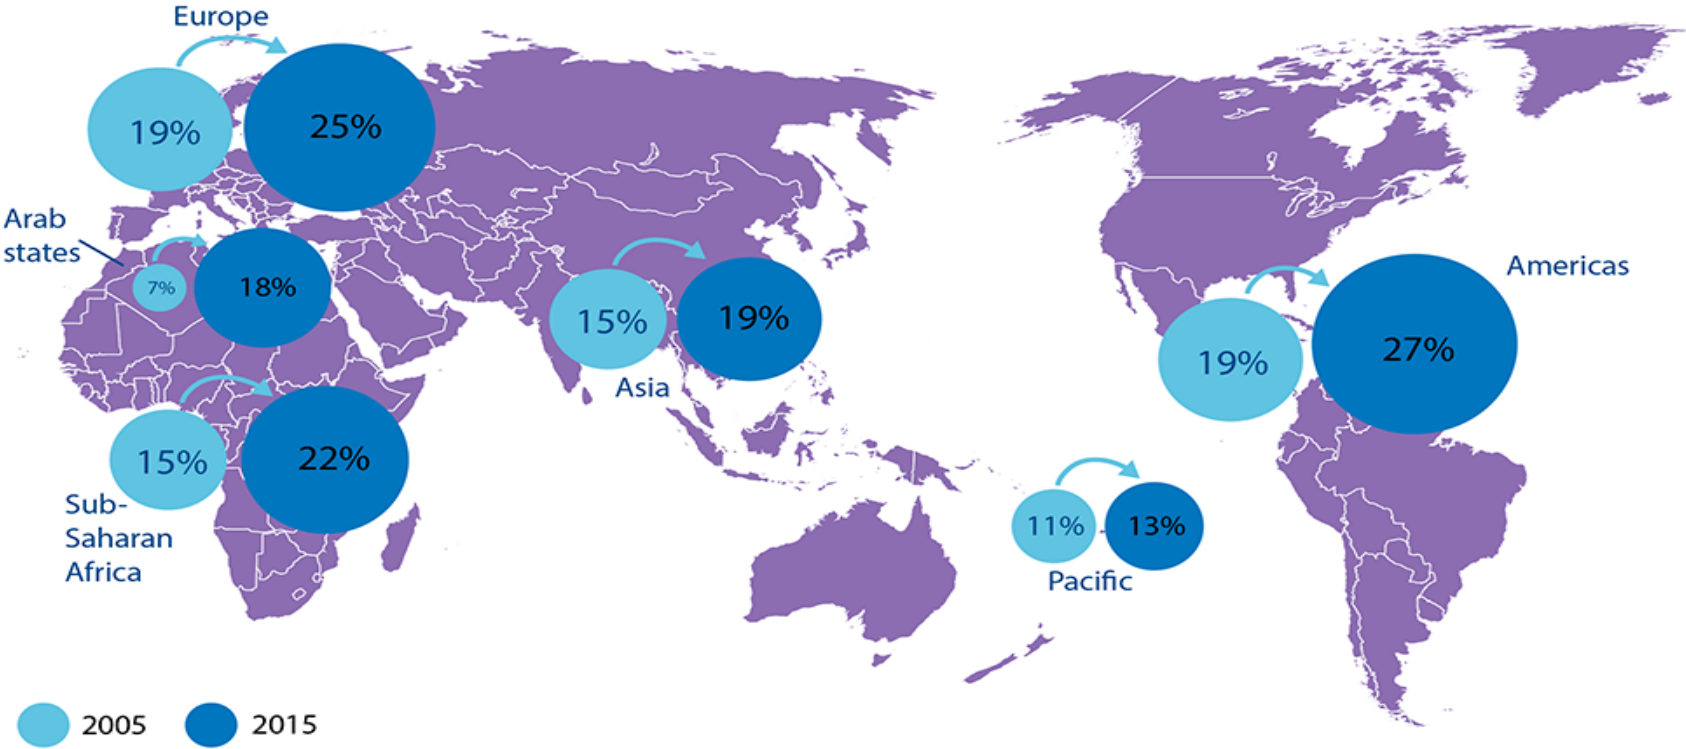 Europe
19%
25%
Arab
states
7%
18%
15%
19%
Asia
Americas
19%
27%
15%
22%
Sub-
Saharan
Africa
11%
13%
Pacific
2005
2015